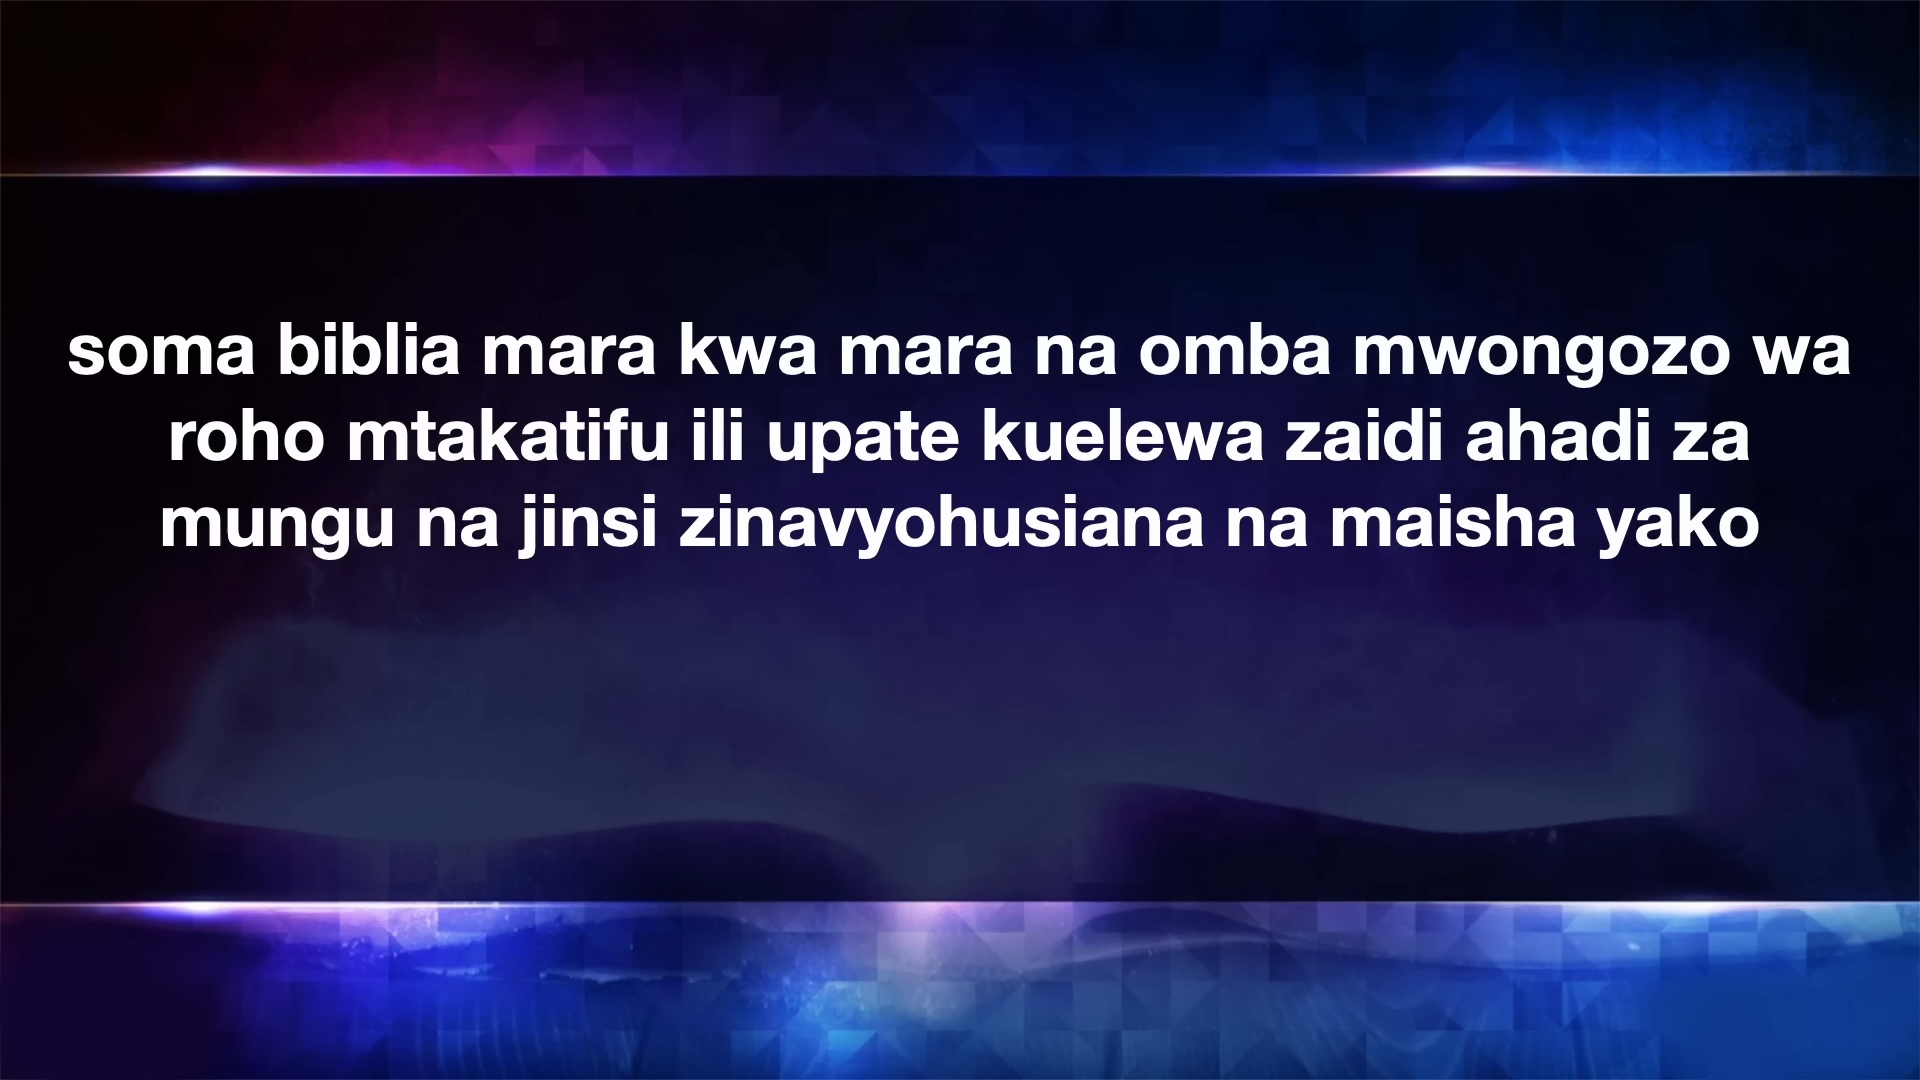 soma biblia mara kwa mara na omba mwongozo wa
roho mtakatifu ili upate kuelewa zaidi ahadi za
mungu na jinsi zinavyohusiana na maisha yako